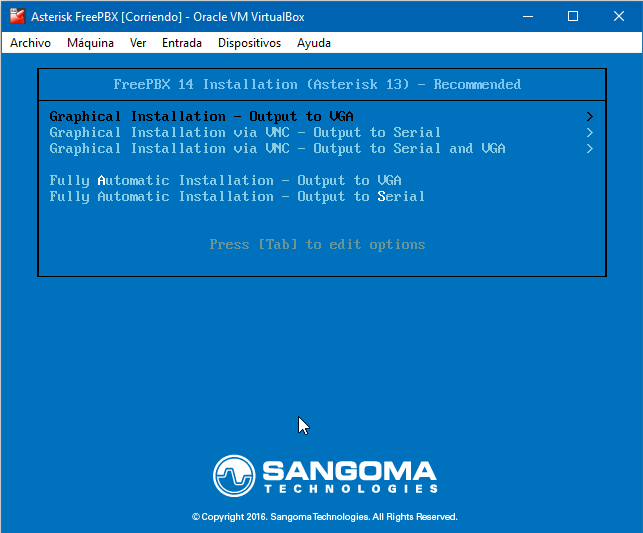 Asterisk FreePBX [Corriendo] - Oracle VM VirtualBox
Archivo Máquina Ver Entrada Dispositivos Ayuda
FreePBX 14 Installation (Asterisk 13) - Recommended
Graphical Installation - Output to VGA >
Graphical Installation via VNC - Output to Serial >
Graphical Installation via VNC - Output to Serial and VGA >
Fully Automatic Installation - Output to VGA
Fully Automatic Installation - Output to Serial
Press [Tab] to edit options
SANGOMA
TECHNOLOGIES
© Copyright 2016. Sangoma Technologies. All Rights Reserved.